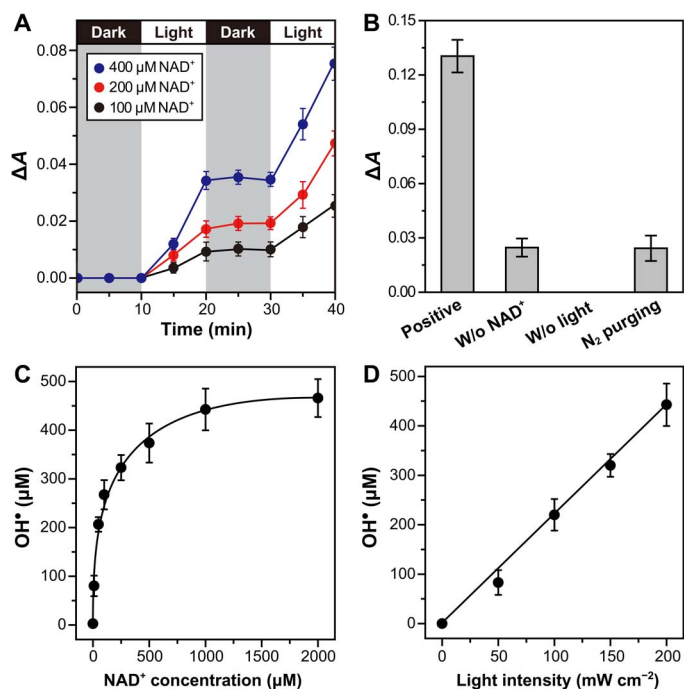 A
Dark Light Dark Light
400 µM NAD⁺
200 µM NAD⁺
100 µM NAD⁺
0.08
0.06
0.04
0.02
0.00
ΔA
0 10 20 30 40
Time (min)
B
0.15
0.12
0.09
0.06
0.03
0.00
ΔA
Positive
W/o NAD⁺
W/o light
N₂ purging
C
500
400
300
200
100
0
OH• (µM)
0 500 1000 1500 2000
NAD⁺ concentration (µM)
D
500
400
300
200
100
0
OH• (µM)
0 50 100 150 200
Light intensity (mW cm⁻²)